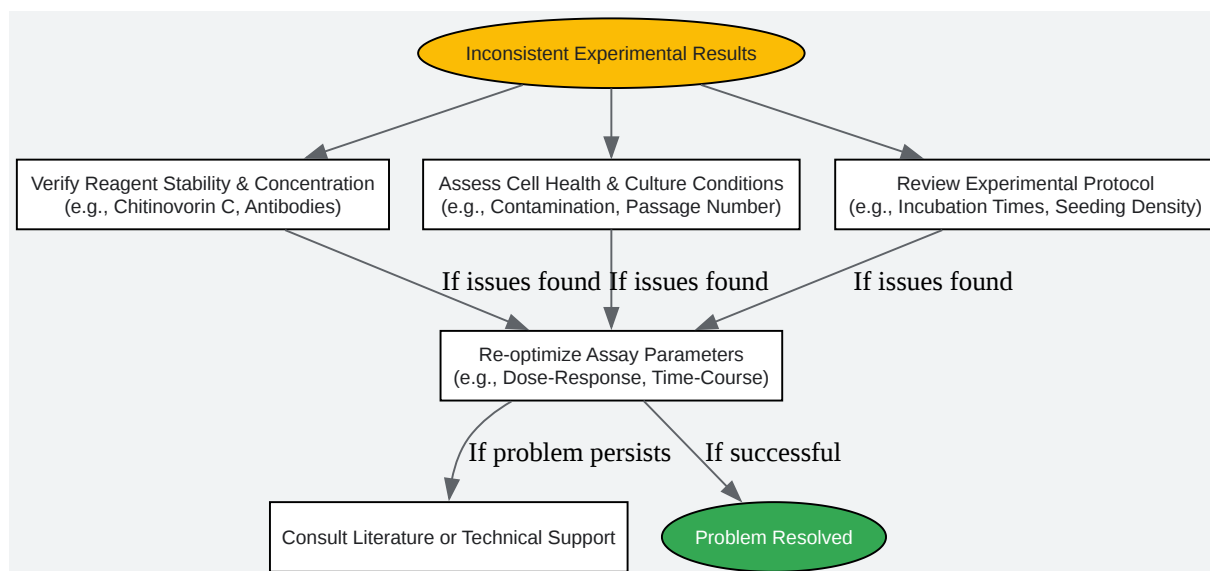 Inconsistent Experimental Results
Verify Reagent Stability & Concentration
(e.g., Chitinovorin C, Antibodies)
Assess Cell Health & Culture Conditions
(e.g., Contamination, Passage Number)
Review Experimental Protocol
(e.g., Incubation Times, Seeding Density)
If issues found
If issues found
If issues found
Re-optimize Assay Parameters
(e.g., Dose-Response, Time-Course)
If problem persists
If successful
Consult Literature or Technical Support
Problem Resolved